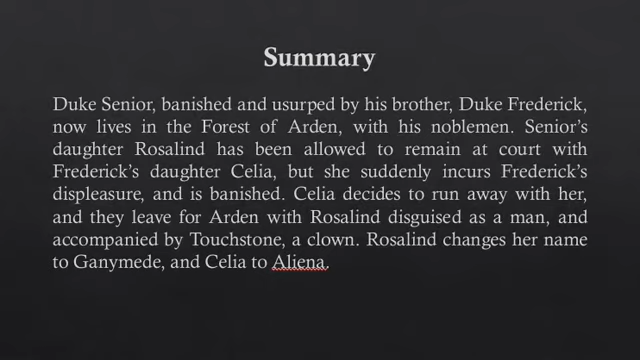 Summary
Duke Senior, banished and usurped by his brother, Duke Frederick,
now lives in the Forest of Arden, with his noblemen. Senior's
daughter Rosalind has been allowed to remain at court with
Frederick's daughter Celia, but she suddenly incurs Frederick's
displeasure, and is banished. Celia decides to run away with her,
and they leave for Arden with Rosalind disguised as a man, and
accompanied by Touchstone, a clown. Rosalind changes her name
to Ganymede, and Celia to Aliena.